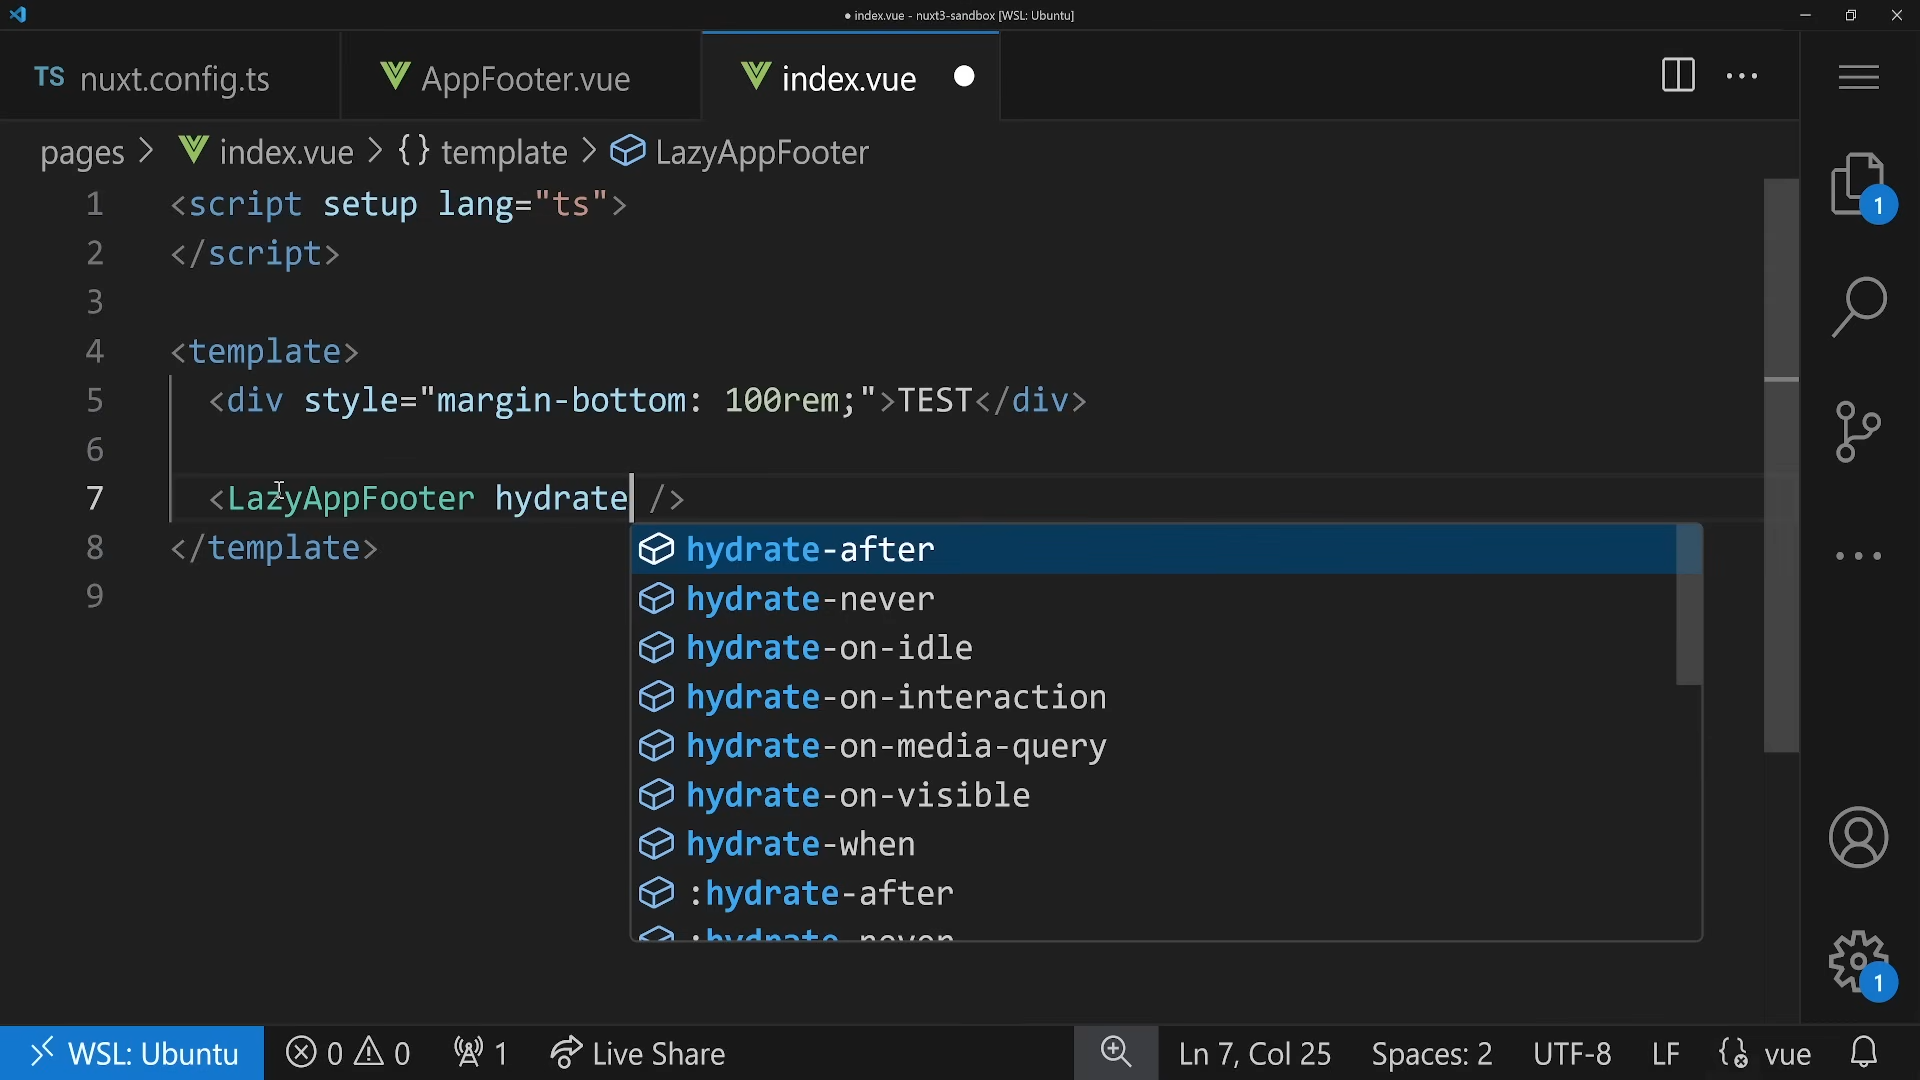 ● index.vue - nuxt3-sandbox [WSL: Ubuntu]
TS nuxt.config.ts
AppFooter.vue
index.vue
pages > index.vue > {} template > LazyAppFooter
1 <script setup lang="ts">
2 </script>
3
4 <template>
5 <div style="margin-bottom: 100rem;">TEST</div>
6
7 <LazyAppFooter hydrate />
8 </template>
9
hydrate-after
hydrate-never
hydrate-on-idle
hydrate-on-interaction
hydrate-on-media-query
hydrate-on-visible
hydrate-when
:hydrate-after
:hydrate-never
1
1
WSL: Ubuntu
0
0
1
Live Share
Ln 7, Col 25
Spaces: 2
UTF-8
LF
vue